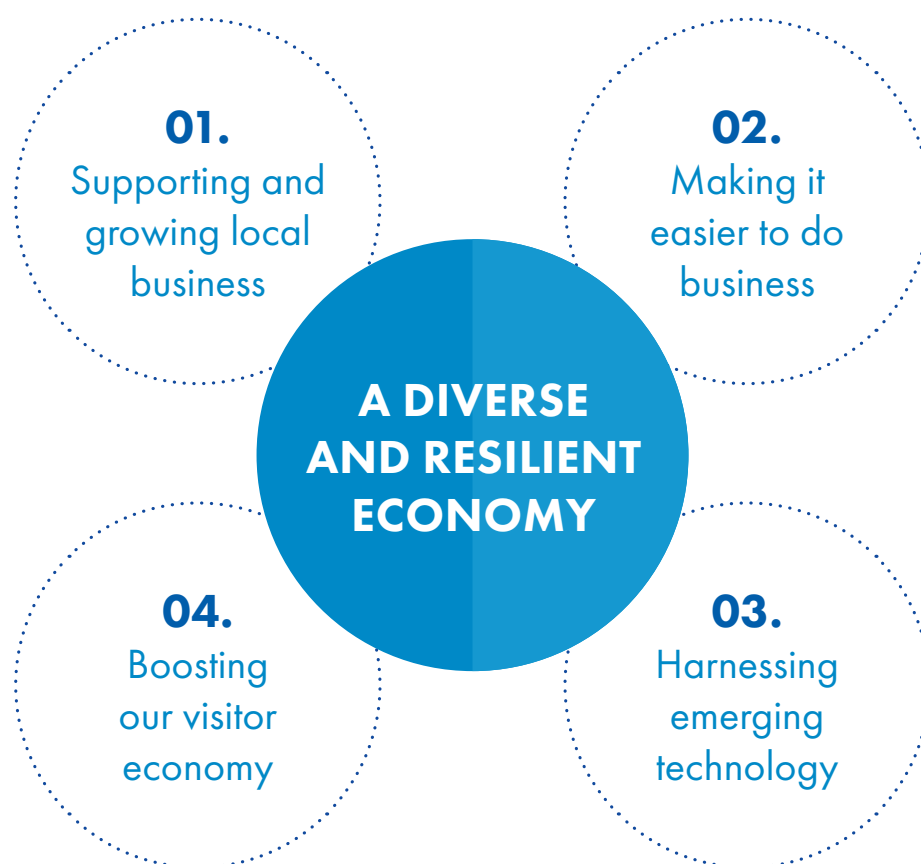 01.
Supporting and
growing local
business
02.
Making it
easier to do
business
A DIVERSE
AND RESILIENT
ECONOMY
04.
Boosting
our visitor
economy
03.
Harnessing
emerging
technology